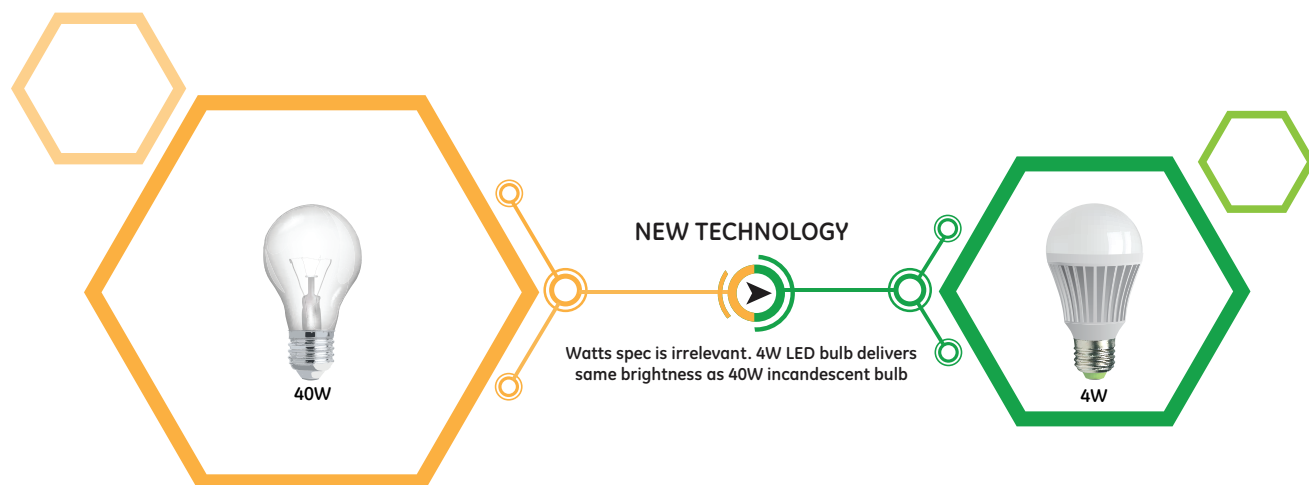 NEW TECHNOLOGY
Watts spec is irrelevant. 4W LED bulb delivers
same brightness as 40W incandescent bulb
40W
4W